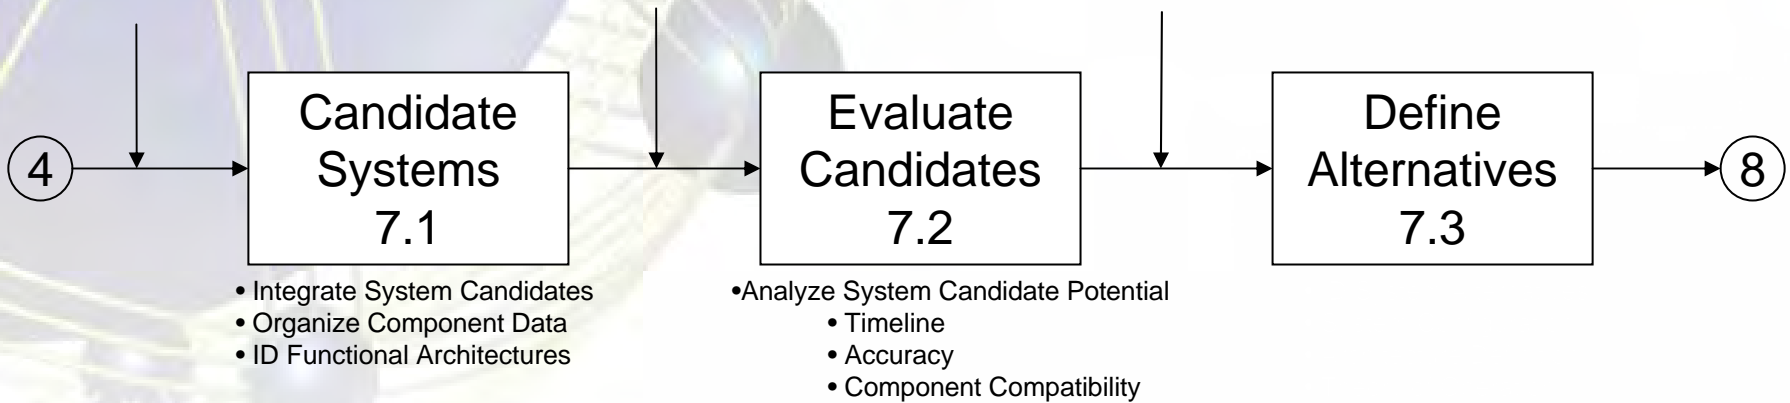 4
Candidate
Systems
7.1
• Integrate System Candidates
• Organize Component Data
• ID Functional Architectures
Evaluate
Candidates
7.2
•Analyze System Candidate Potential
• Timeline
• Accuracy
• Component Compatibility
Define
Alternatives
7.3
8